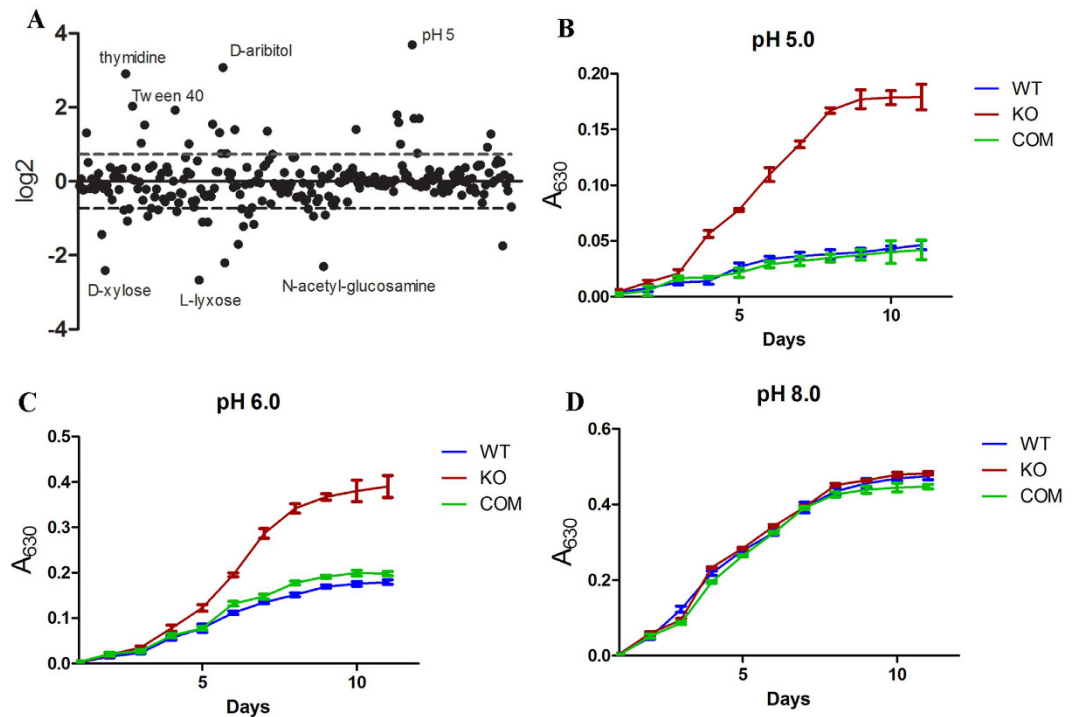 A
log2
4
2
0
-2
-4
thymidine
Tween 40
D-aribitol
pH 5
D-xylose
L-lyxose
N-acetyl-glucosamine
B
pH 5.0
A630
0.20
0.15
0.10
0.05
0.00
5
10
Days
WT
KO
COM
C
pH 6.0
A630
0.5
0.4
0.3
0.2
0.1
0.0
5
10
Days
WT
KO
COM
D
pH 8.0
A630
0.6
0.4
0.2
0.0
5
10
Days
WT
KO
COM